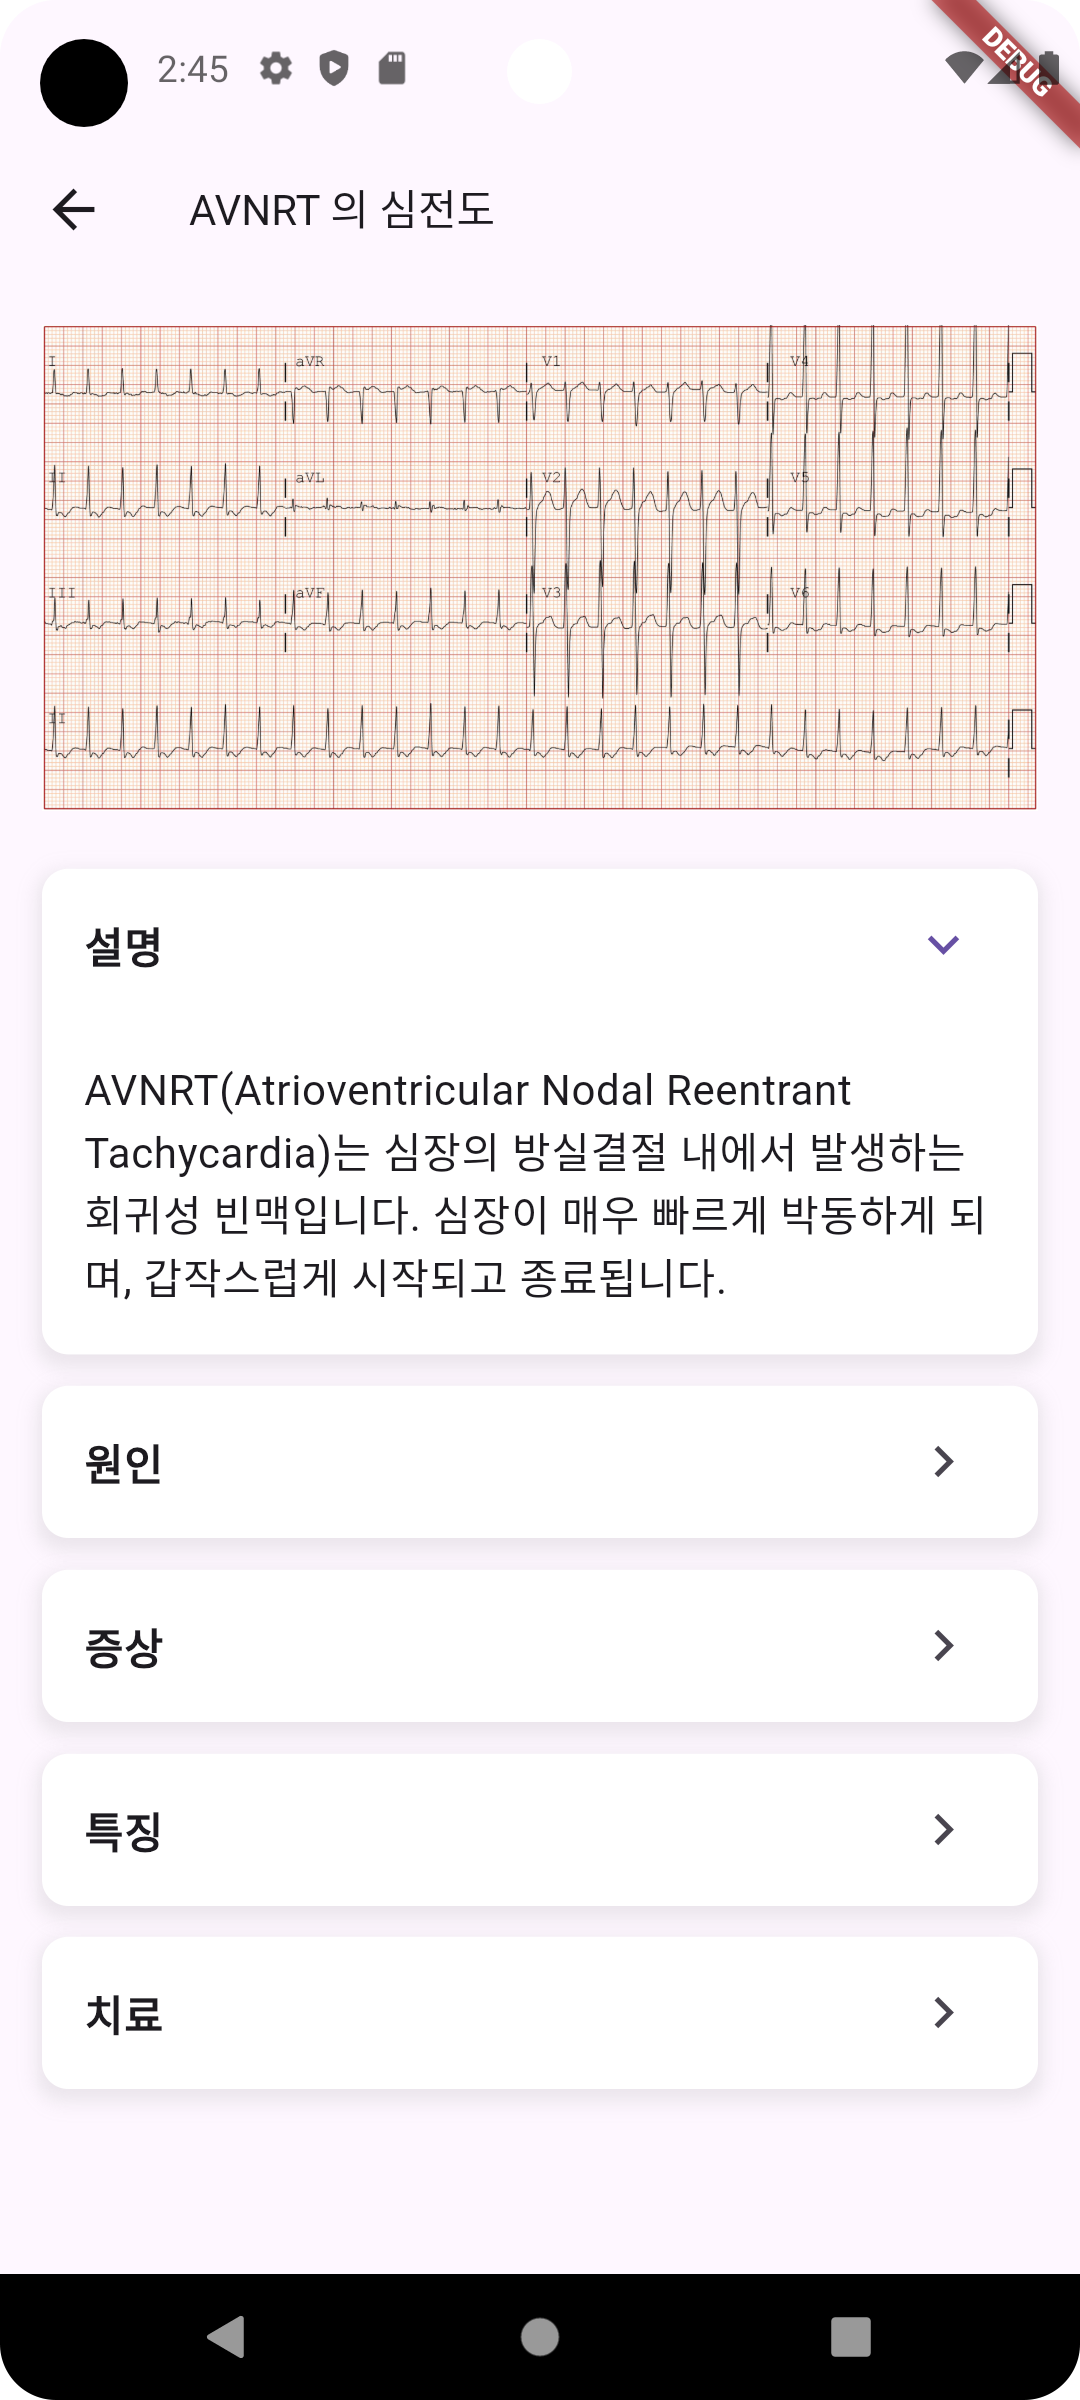 2:45
DEBUG
AVNRT 의 심전도
I aVR V1 V4
II aVL V2 V5
III aVF V3 V6
II
설명
AVNRT(Atrioventricular Nodal Reentrant
Tachycardia)는 심장의 방실결절 내에서 발생하는
회귀성 빈맥입니다. 심장이 매우 빠르게 박동하게 되
며, 갑작스럽게 시작되고 종료됩니다.
원인
증상
특징
치료